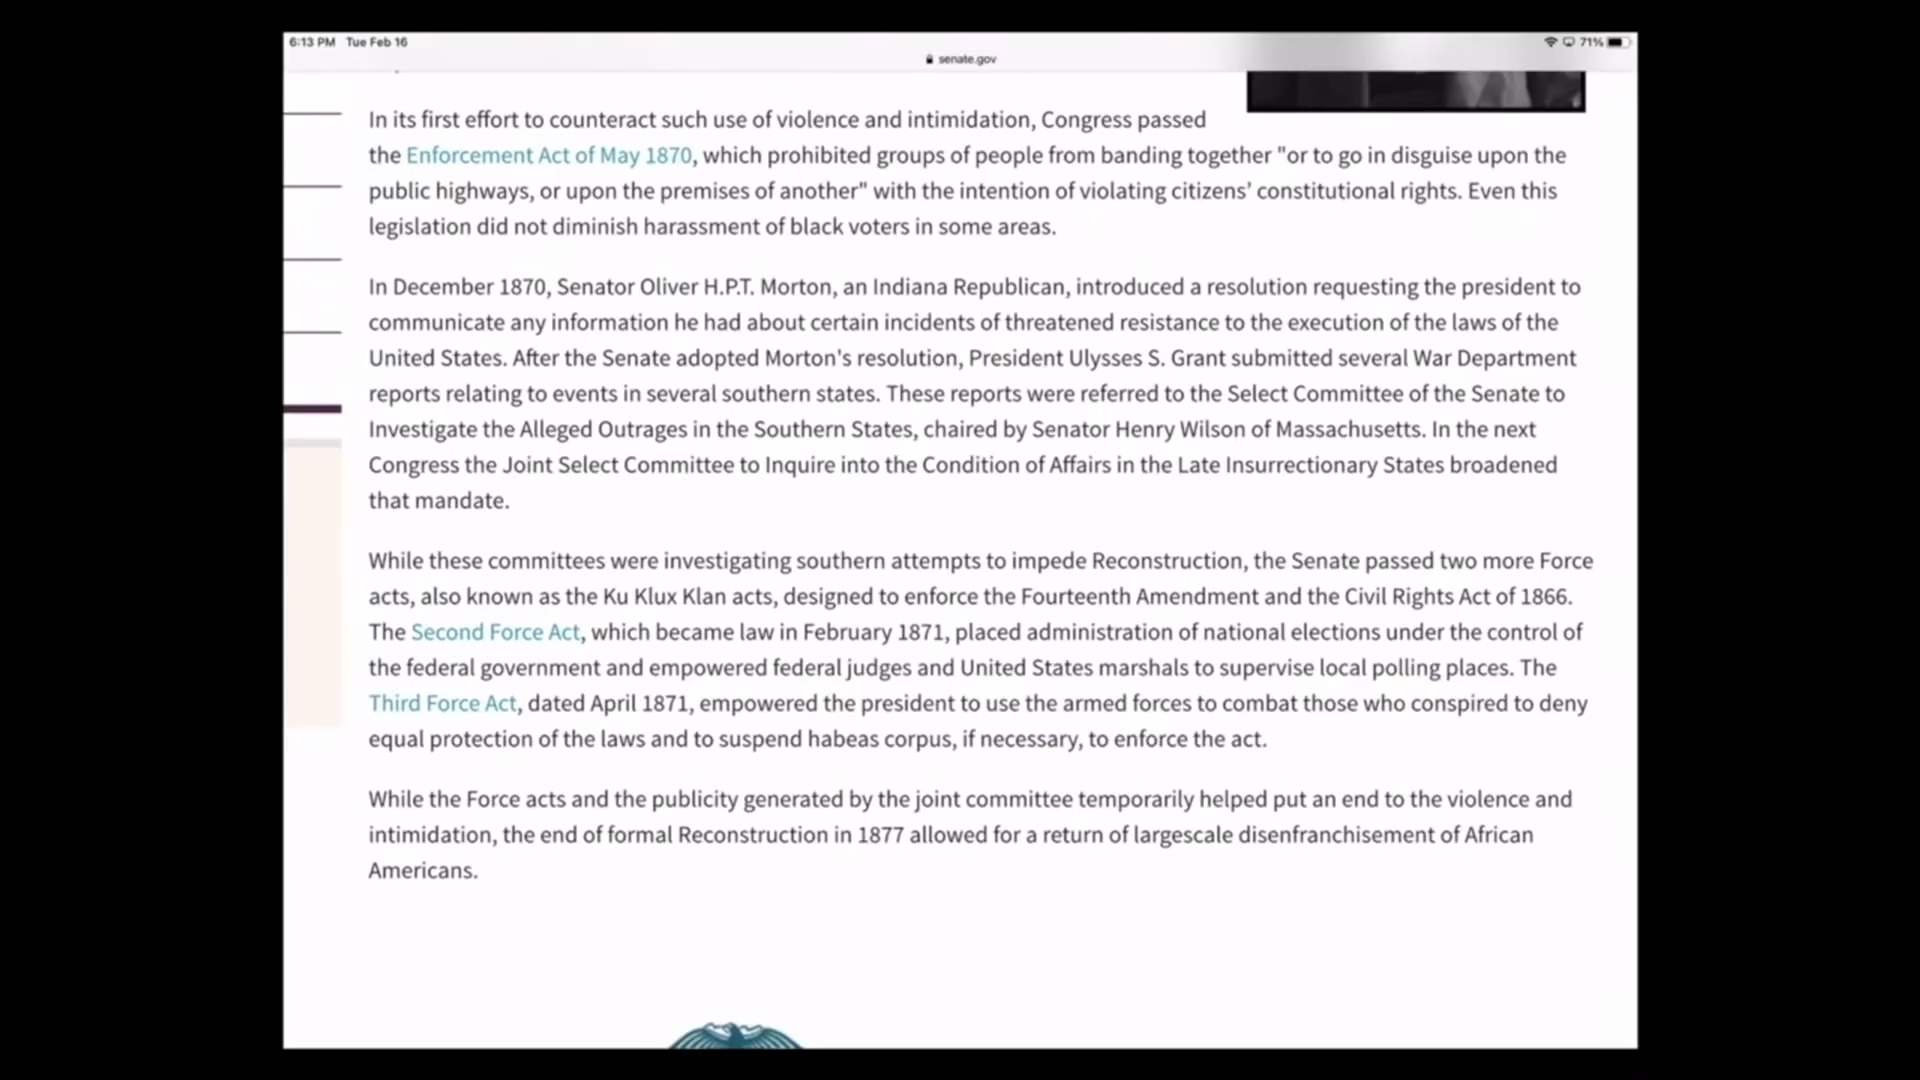 6:13 PM Tue Feb 16
71%
senate.gov
In its first effort to counteract such use of violence and intimidation, Congress passed
the Enforcement Act of May 1870, which prohibited groups of people from banding together "or to go in disguise upon the
public highways, or upon the premises of another" with the intention of violating citizens’ constitutional rights. Even this
legislation did not diminish harassment of black voters in some areas.
In December 1870, Senator Oliver H.P.T. Morton, an Indiana Republican, introduced a resolution requesting the president to
communicate any information he had about certain incidents of threatened resistance to the execution of the laws of the
United States. After the Senate adopted Morton's resolution, President Ulysses S. Grant submitted several War Department
reports relating to events in several southern states. These reports were referred to the Select Committee of the Senate to
Investigate the Alleged Outrages in the Southern States, chaired by Senator Henry Wilson of Massachusetts. In the next
Congress the Joint Select Committee to Inquire into the Condition of Affairs in the Late Insurrectionary States broadened
that mandate.
While these committees were investigating southern attempts to impede Reconstruction, the Senate passed two more Force
acts, also known as the Ku Klux Klan acts, designed to enforce the Fourteenth Amendment and the Civil Rights Act of 1866.
The Second Force Act, which became law in February 1871, placed administration of national elections under the control of
the federal government and empowered federal judges and United States marshals to supervise local polling places. The
Third Force Act, dated April 1871, empowered the president to use the armed forces to combat those who conspired to deny
equal protection of the laws and to suspend habeas corpus, if necessary, to enforce the act.
While the Force acts and the publicity generated by the joint committee temporarily helped put an end to the violence and
intimidation, the end of formal Reconstruction in 1877 allowed for a return of largescale disenfranchisement of African
Americans.